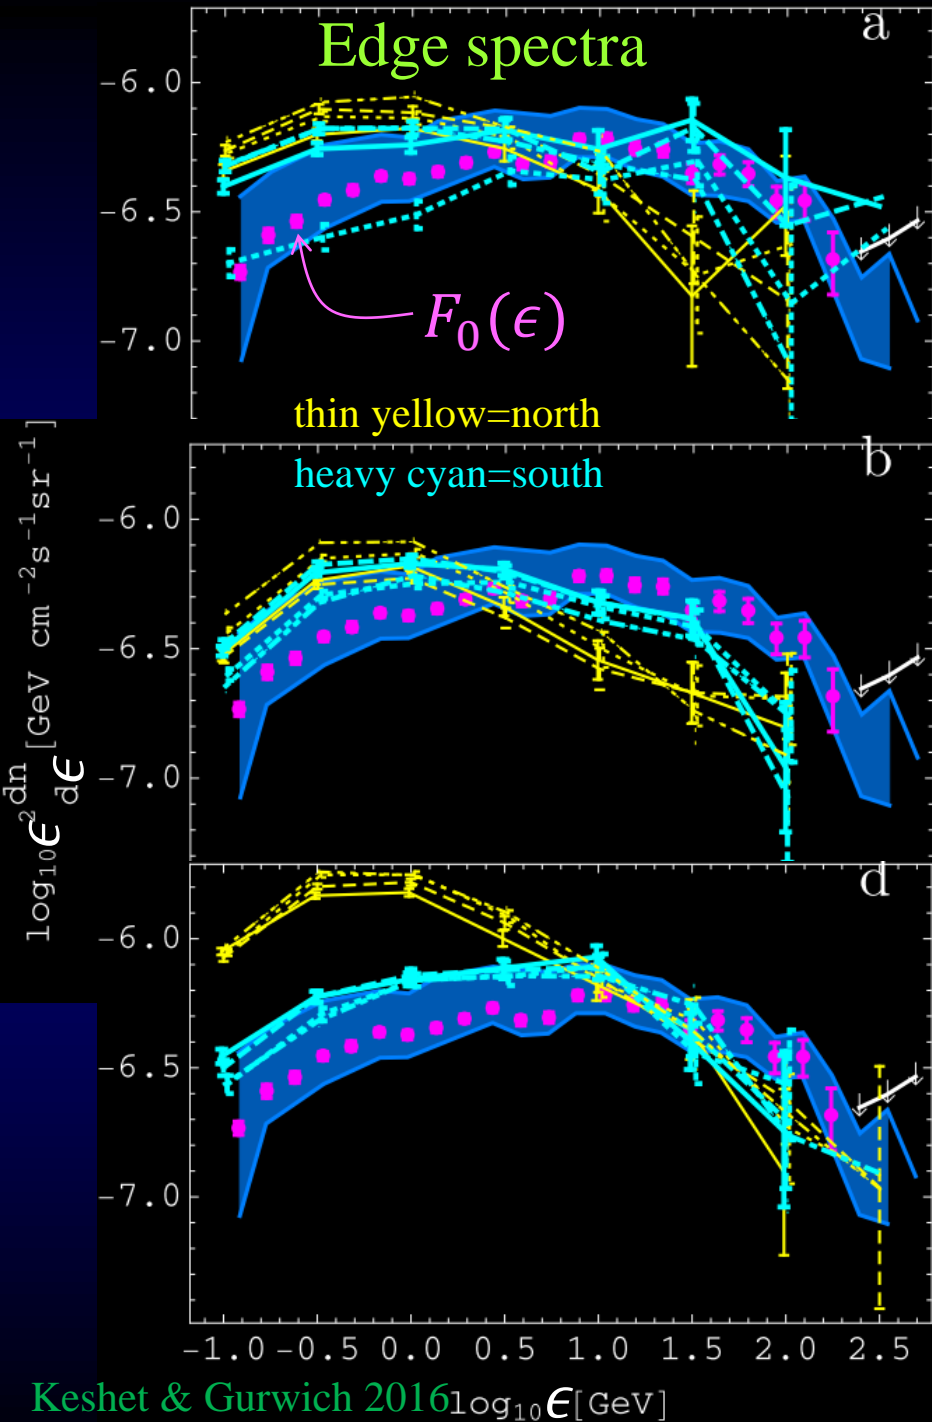 Edge spectra
a
−6.0
−6.5
−7.0
F₀(ϵ)
thin yellow=north
heavy cyan=south
b
−6.0
−6.5
−7.0
log₁₀ϵ² dn/dϵ [GeV cm⁻²s⁻¹sr⁻¹]
d
−6.0
−6.5
−7.0
−1.0 −0.5 0.0 0.5 1.0 1.5 2.0 2.5
Keshet & Gurwich 2016 log₁₀ϵ[GeV]